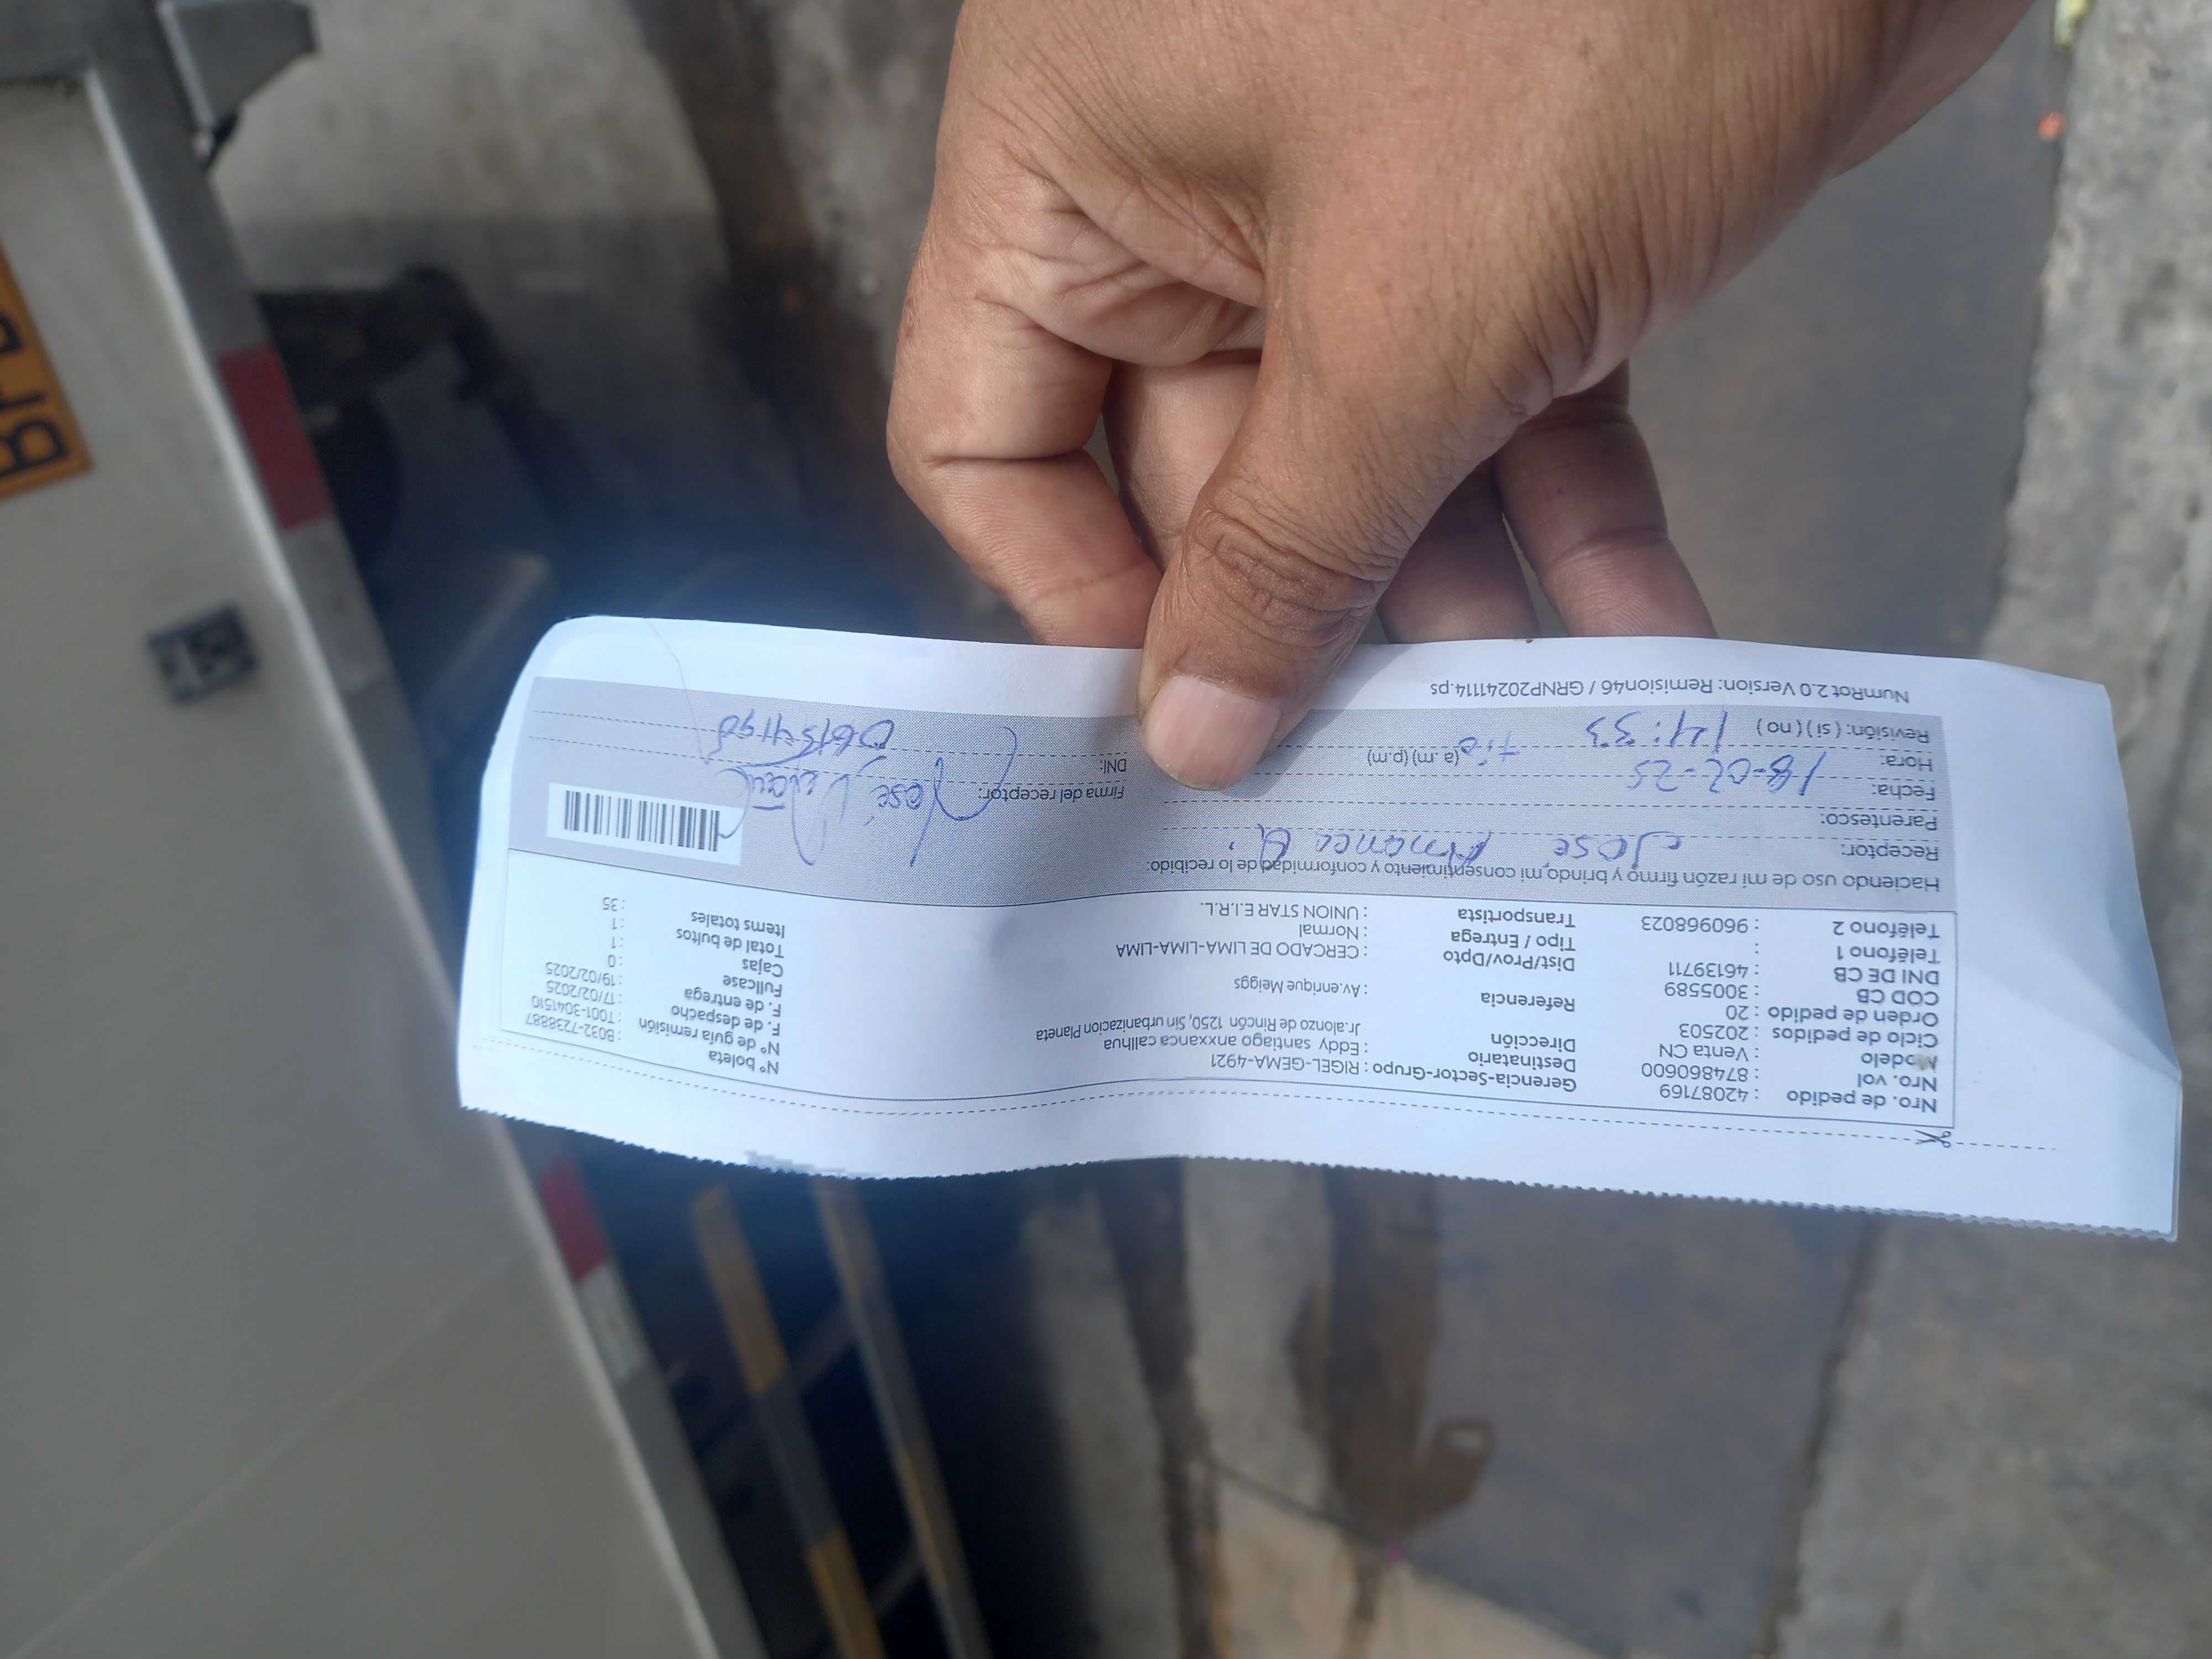 Nro. de pedido : 42087169
Nro. vol : 874860600
Modelo : Venta CN
Ciclo de pedidos : 202503
Orden de pedido : 20
COD CB : 3005589
DNI DE CB : 46139711
Teléfono 1 :
Teléfono 2 : 960968023
Gerencia-Sector-Grupo : RIGEL-GEMA-4921
Destinatario : Eddy santiago anxxanca callhua
Dirección Jr.alonzo de Rincón 1250, Sin urbanizacion Planeta
Referencia : Av.enrique Meiggs
Dist/Prov/Dpto : CERCADO DE LIMA-LIMA-LIMA
Tipo / Entrega : Normal
Transportista : UNION STAR E.I.R.L.
N° boleta : B032-7238887
N° de guía remisión : T001-3041510
F. de despacho : 17/02/2025
F. de entrega : 19/02/2025
Fullcase : 0
Cajas : 1
Total de bultos : 1
Items totales : 35
Haciendo uso de mi razón firmo y brindo mi consentimiento y conformidad de lo recibido:
Receptor: Jose
Parentesco:
Fecha: 18-02-25
Hora: (a.m) (p.m)
Revisión: ( si ) ( no ) 14:33
Firma del receptor: José
DNI:
NumRot 2.0 Version: Remision46 / GRNP20241114.ps